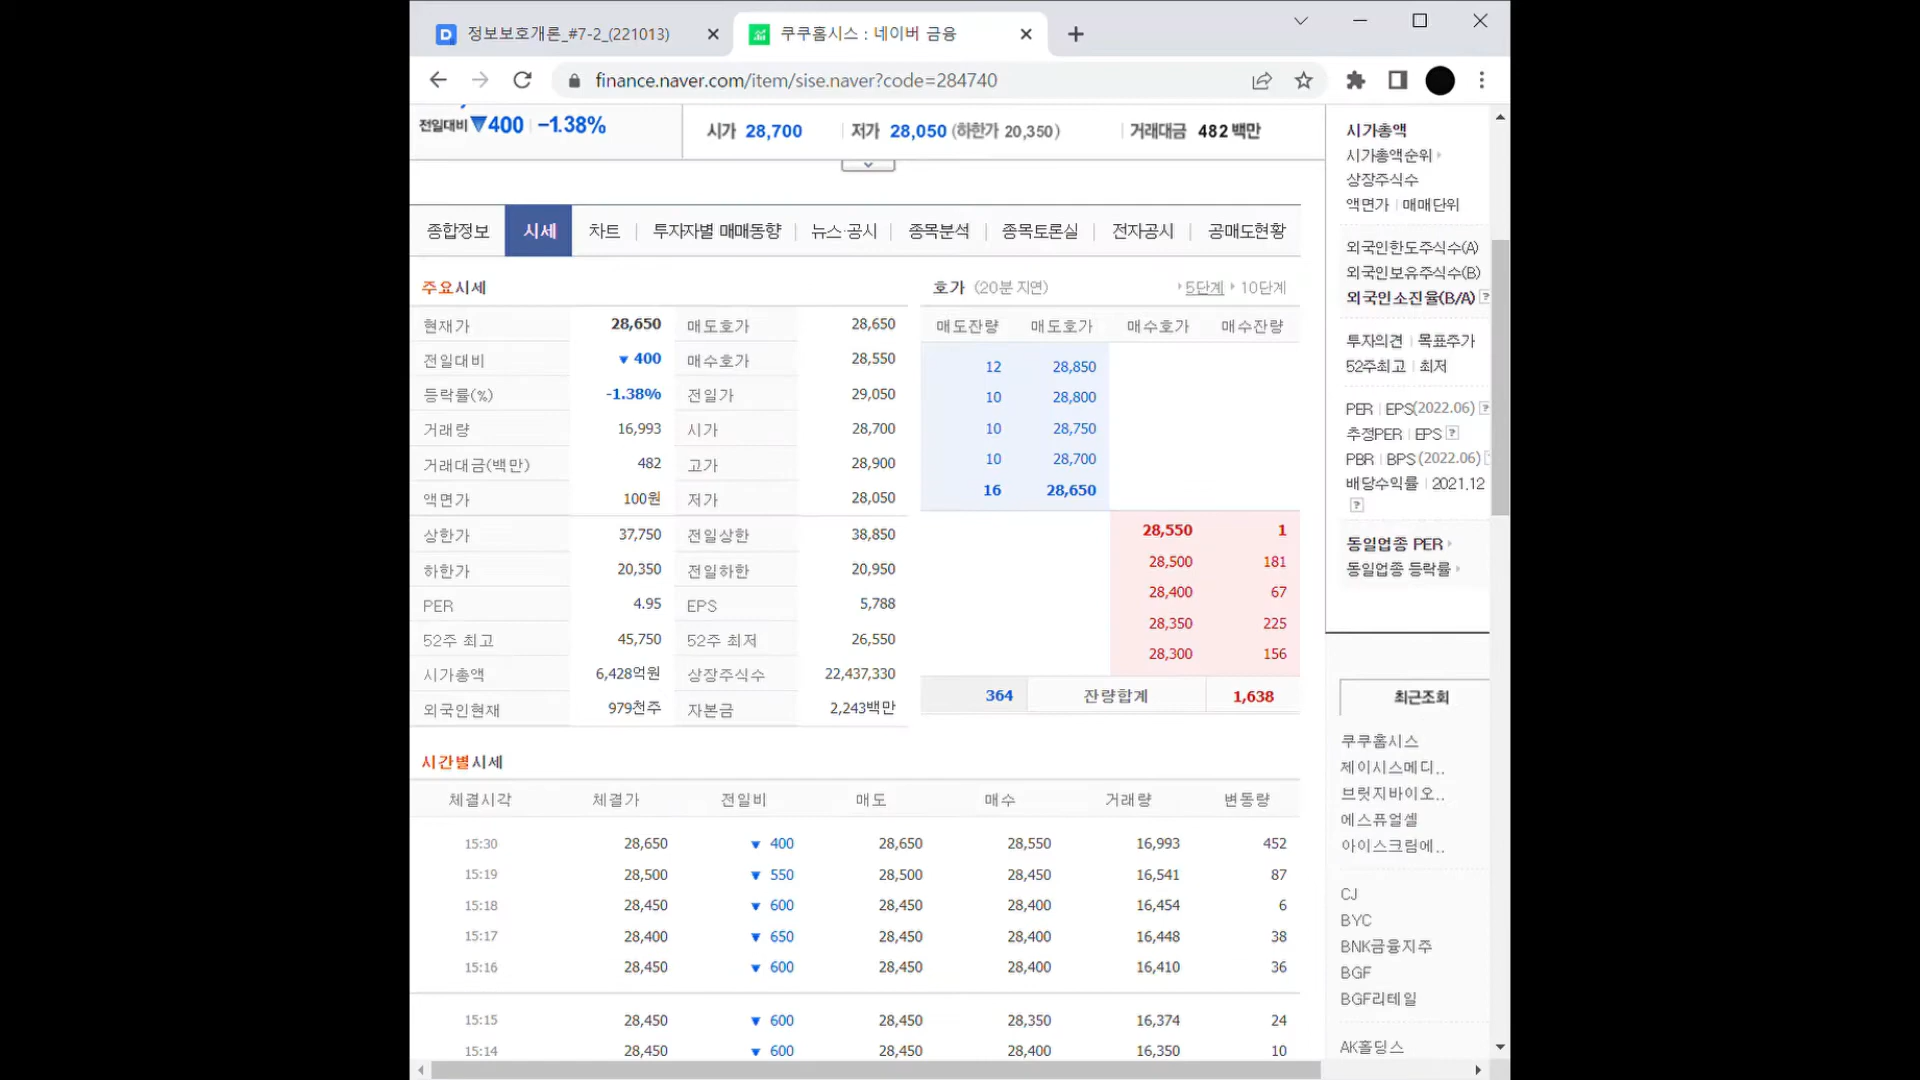 정보보호개론_#7-2_(221013)
쿠쿠홈시스 : 네이버 금융
finance.naver.com/item/sise.naver?code=284740
전일대비 ▼400 -1.38%
시가 28,700 저가 28,050 (하한가 20,350) 거래대금 482 백만
종합정보 시세 차트 투자자별 매매동향 뉴스·공시 종목분석 종목토론실 전자공시 공매도현황
주요시세
현재가 28,650 매도호가 28,650
전일대비 ▼ 400 매수호가 28,550
등락률(%) -1.38% 전일가 29,050
거래량 16,993 시가 28,700
거래대금(백만) 482 고가 28,900
액면가 100원 저가 28,050
상한가 37,750 전일상한 38,850
하한가 20,350 전일하한 20,950
PER 4.95 EPS 5,788
52주 최고 45,750 52주 최저 26,550
시가총액 6,428억원 상장주식수 22,437,330
외국인현재 979천주 자본금 2,243백만
호가 (20분 지연) 5단계 10단계
매도잔량 매도호가 매수호가 매수잔량
12 28,850
10 28,800
10 28,750
10 28,700
16 28,650
28,550 1
28,500 181
28,400 67
28,350 225
28,300 156
364 잔량합계 1,638
시간별시세
체결시각 체결가 전일비 매도 매수 거래량 변동량
15:30 28,650 ▼ 400 28,650 28,550 16,993 452
15:19 28,500 ▼ 550 28,500 28,450 16,541 87
15:18 28,450 ▼ 600 28,450 28,400 16,454 6
15:17 28,400 ▼ 650 28,450 28,400 16,448 38
15:16 28,450 ▼ 600 28,450 28,400 16,410 36
15:15 28,450 ▼ 600 28,450 28,350 16,374 24
15:14 28,450 ▼ 600 28,450 28,400 16,350 10
시가총액
시가총액순위
상장주식수
액면가 | 매매단위
외국인한도주식수(A)
외국인보유주식수(B)
외국인소진율(B/A) ?
투자의견 | 목표주가
52주최고 | 최저
PER | EPS(2022.06) ?
추정PER | EPS ?
PBR | BPS (2022.06)
배당수익률 | 2021.12
?
동일업종 PER
동일업종 등락률
최근조회
쿠쿠홈시스
제이시스메디..
브릿지바이오..
에스퓨얼셀
아이스크림에..
CJ
BYC
BNK금융지주
BGF
BGF리테일
AK홀딩스